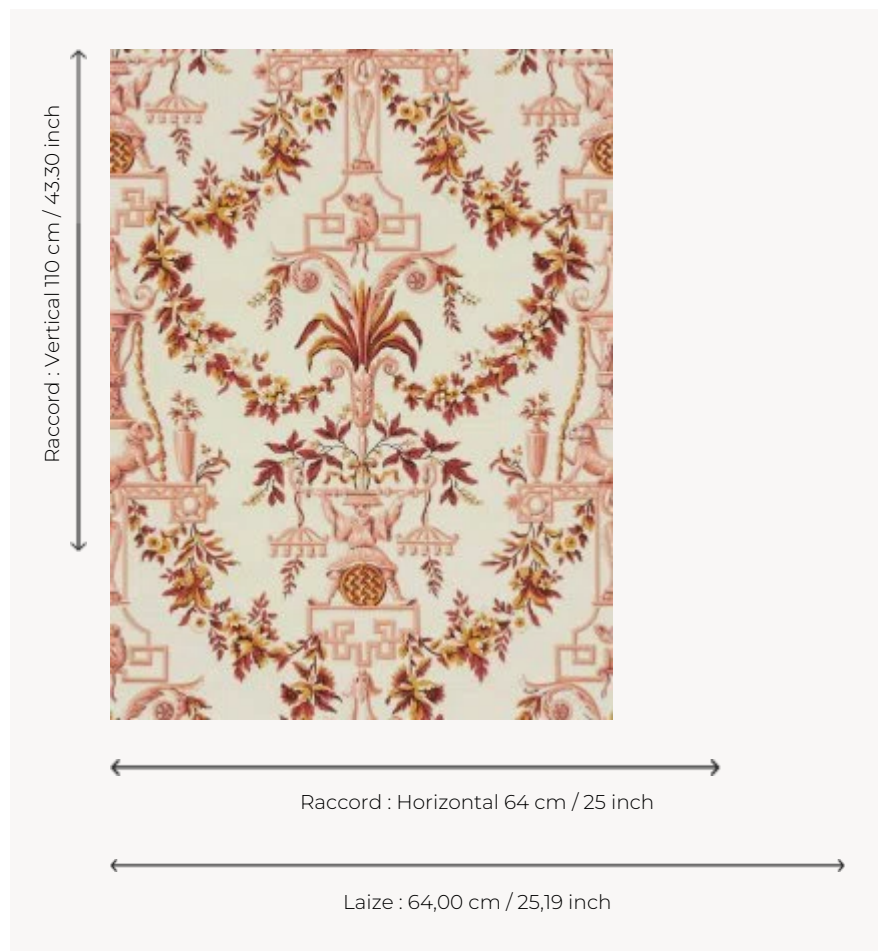 Raccord : Vertical 110 cm / 43.30 inch
Raccord : Horizontal 64 cm / 25 inch
Laize : 64,00 cm / 25,19 inch